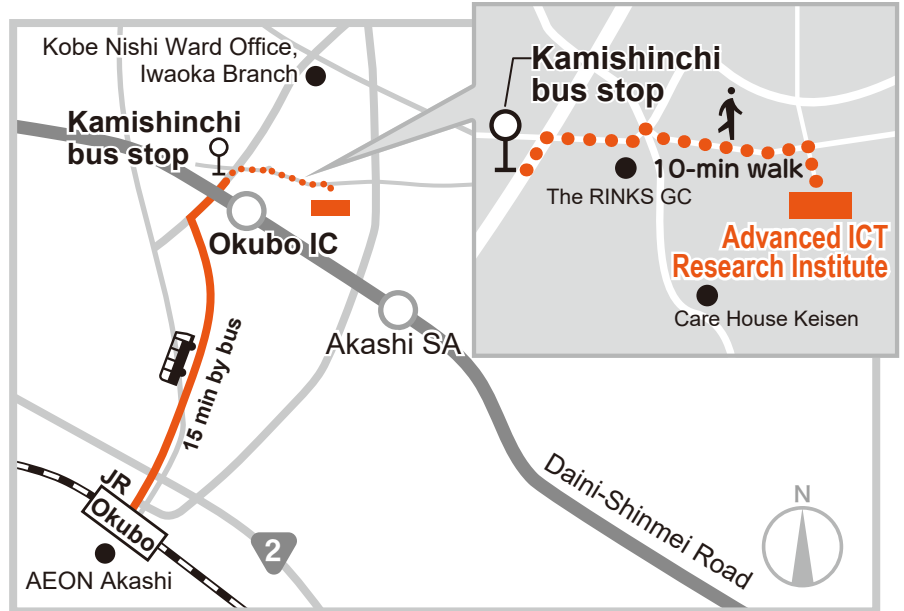 Kobe Nishi Ward Office,
Iwaoka Branch
Kamishinchi
bus stop
Okubo IC
Akashi SA
15 min by bus
JR
Okubo
AEON Akashi
2
Daini-Shinmei Road
N
Kamishinchi
bus stop
10-min walk
The RINKS GC
Advanced ICT
Research Institute
Care House Keisen